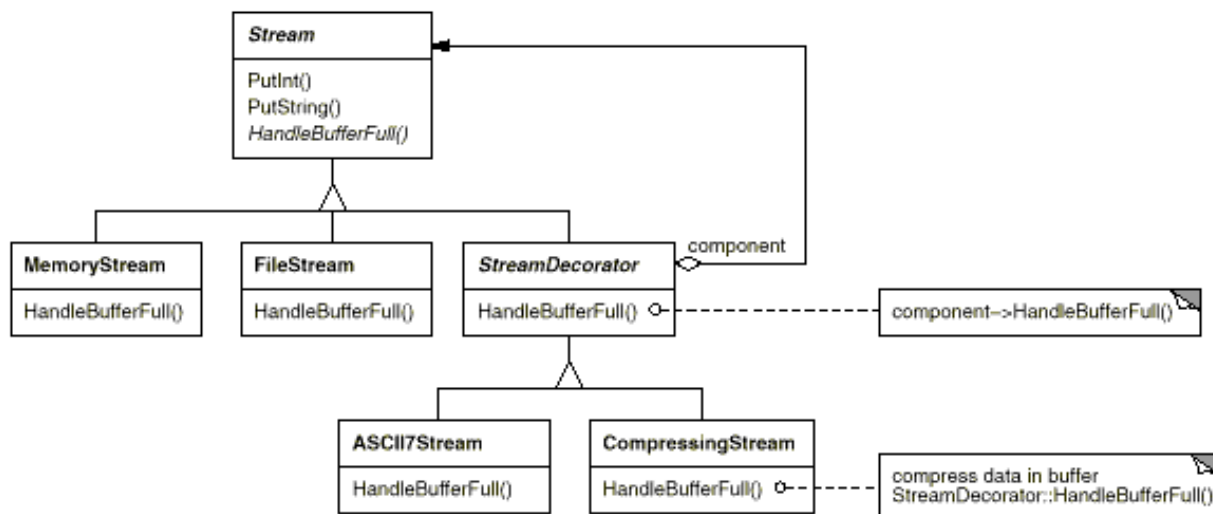 Stream
PutInt()
PutString()
HandleBufferFull()
component
MemoryStream
HandleBufferFull()
FileStream
HandleBufferFull()
StreamDecorator
HandleBufferFull()
component–>HandleBufferFull()
ASCII7Stream
HandleBufferFull()
CompressingStream
HandleBufferFull()
compress data in buffer
StreamDecorator::HandleBufferFull()